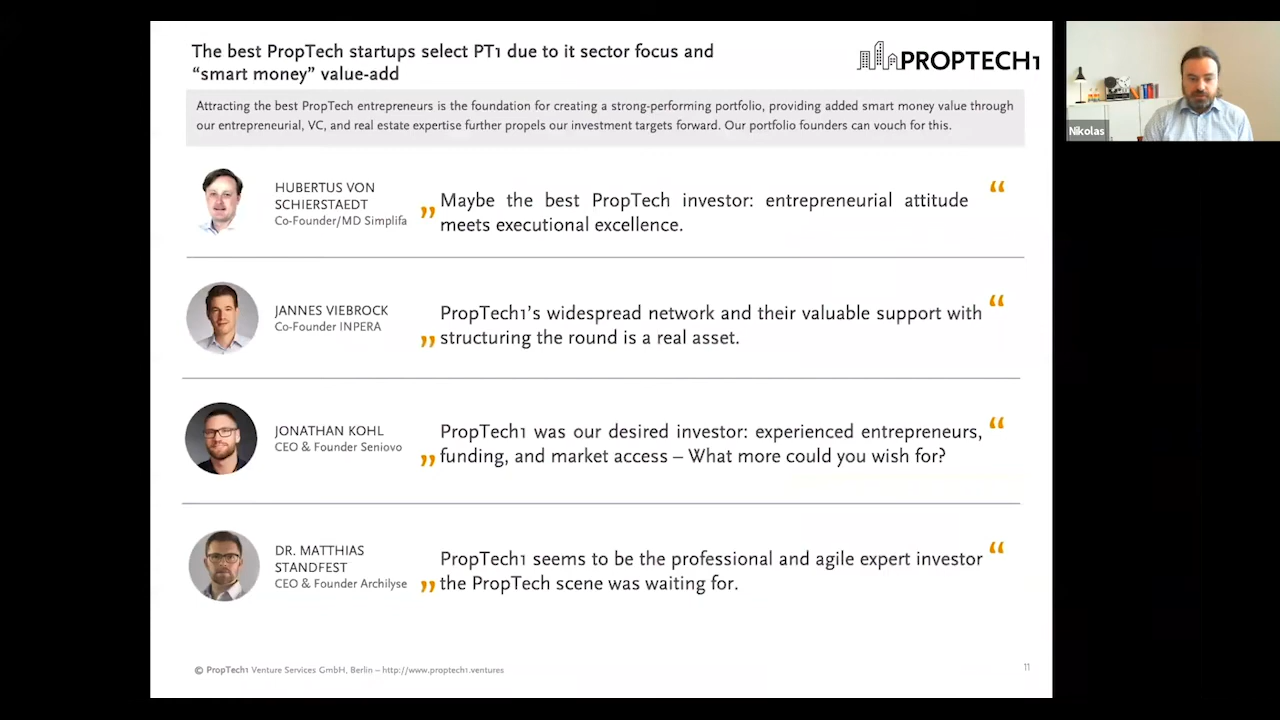 The best PropTech startups select PT1 due to it sector focus and
“smart money” value-add
PROPTECH1
Attracting the best PropTech entrepreneurs is the foundation for creating a strong-performing portfolio, providing added smart money value through
our entrepreneurial, VC, and real estate expertise further propels our investment targets forward. Our portfolio founders can vouch for this.
Nikolas
HUBERTUS VON
SCHIERSTAEDT
Co-Founder/MD Simplifa
„ Maybe the best PropTech investor: entrepreneurial attitude
meets executional excellence. “
JANNES VIEBROCK
Co-Founder INPERA
PropTech1’s widespread network and their valuable support with “
„ structuring the round is a real asset.
JONATHAN KOHL
CEO & Founder Seniovo
PropTech1 was our desired investor: experienced entrepreneurs, “
„ funding, and market access – What more could you wish for?
DR. MATTHIAS
STANDFEST
CEO & Founder Archilyse
PropTech1 seems to be the professional and agile expert investor “
„ the PropTech scene was waiting for.
© PropTech1 Venture Services GmbH, Berlin – http://www.proptech1.ventures
11